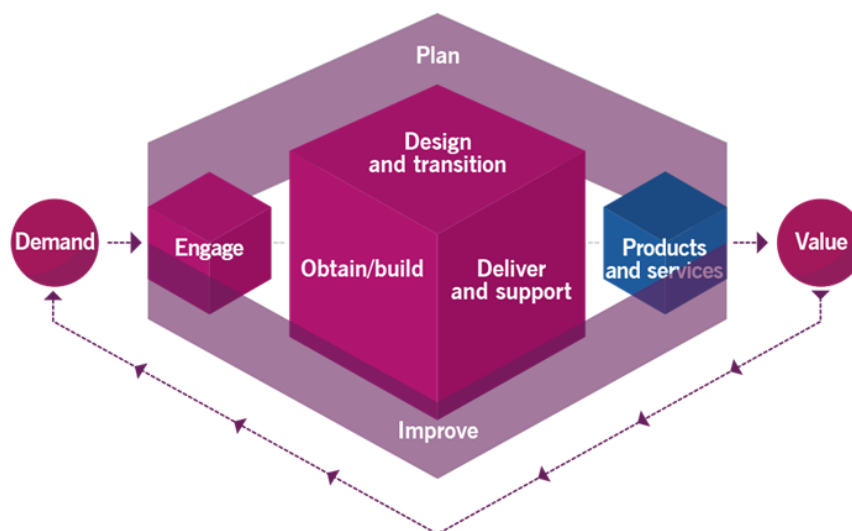 Plan
Design
and transition
Demand
Engage
Obtain/build
Deliver
and support
Products
and services
Value
Improve